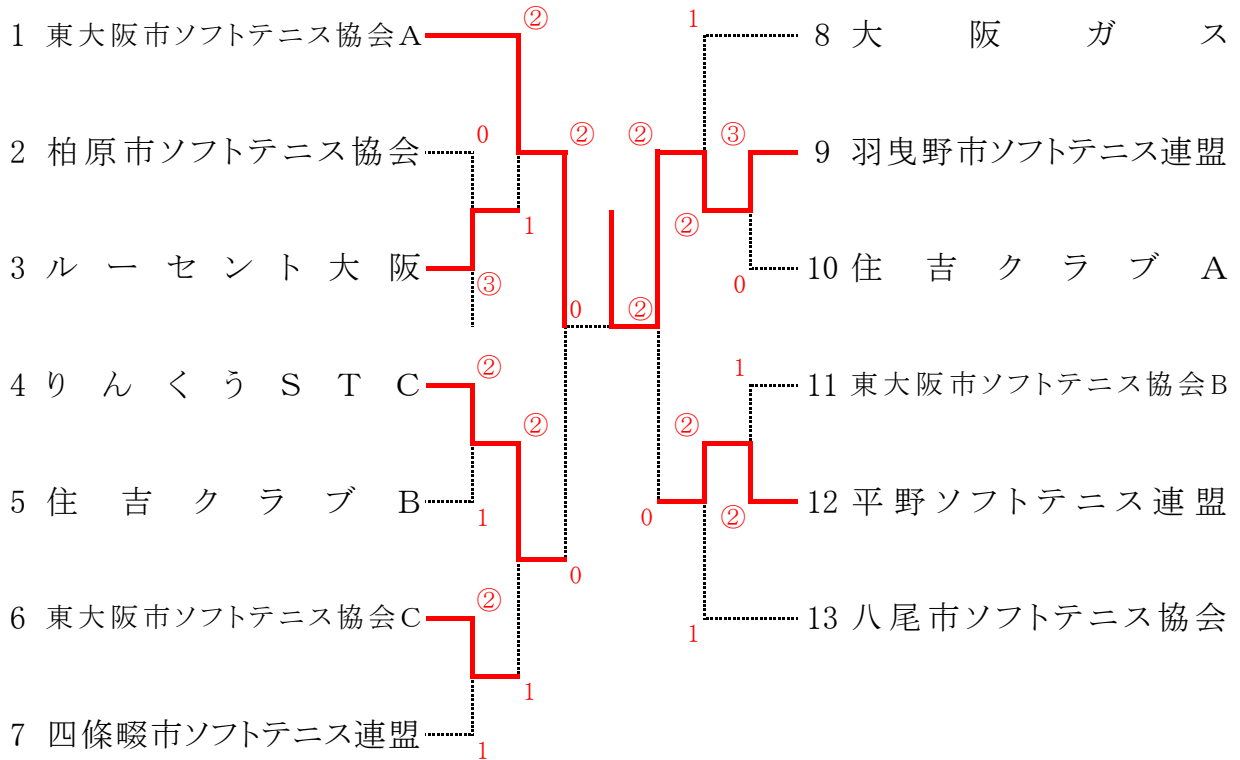 ②
1
1 東大阪市ソフトテニス協会A
8 大阪ガス
0
②
②
③
2 柏原市ソフトテニス協会
9 羽曳野市ソフトテニス連盟
1
②
3 ルーセント大阪
10 住吉クラブA
③
0
0
②
②
1
4 りんくうSTC
11 東大阪市ソフトテニス協会B
②
②
5 住吉クラブB
12 平野ソフトテニス連盟
1
0
②
0
②
6 東大阪市ソフトテニス協会C
13 八尾市ソフトテニス協会
1
1
7 四條畷市ソフトテニス連盟
1